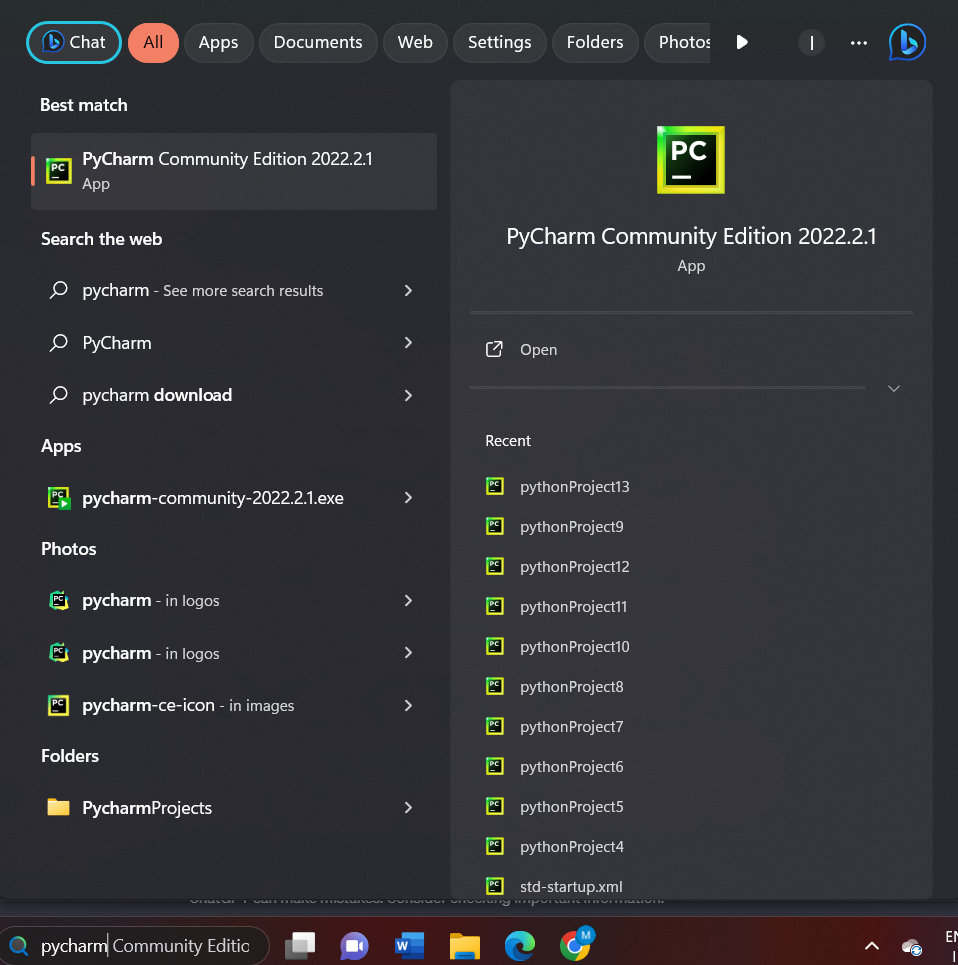 Chat All Apps Documents Web Settings Folders Photos I ...
Best match
PyCharm Community Edition 2022.2.1
App
Search the web
pycharm - See more search results
PyCharm
pycharm download
Apps
pycharm-community-2022.2.1.exe
Photos
pycharm - in logos
pycharm - in logos
pycharm-ce-icon - in images
Folders
PycharmProjects
PC
PyCharm Community Edition 2022.2.1
App
Open
Recent
pythonProject13
pythonProject9
pythonProject12
pythonProject11
pythonProject10
pythonProject8
pythonProject7
pythonProject6
pythonProject5
pythonProject4
std-startup.xml
ChatGPT can make mistakes. Consider checking important information.
pycharm Community Editio
W
M
EN